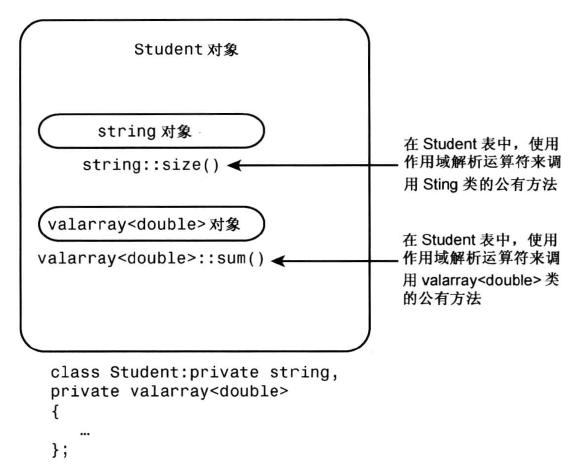 Student 对象
string 对象
string::size()
在 Student 表中，使用
作用域解析运算符来调
用 Sting 类的公有方法
valarray<double> 对象
valarray<double>::sum()
在 Student 表中，使用
作用域解析运算符来调
用 valarray<double> 类
的公有方法
class Student:private string,
private valarray<double>
{
…
};